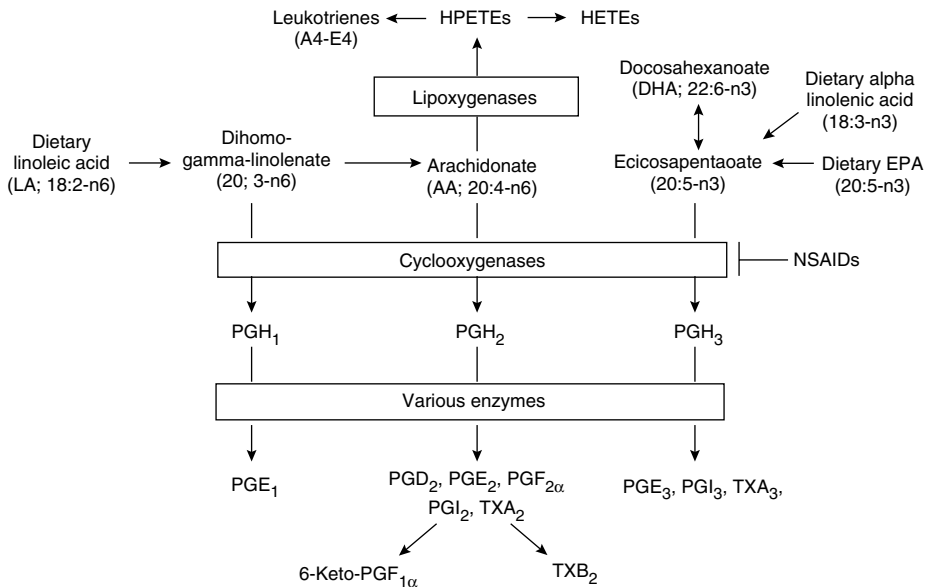 Leukotrienes
(A4-E4)
HPETEs
HETEs
Docosahexanoate
(DHA; 22:6-n3)
Dietary alpha
linolenic acid
(18:3-n3)
Lipoxygenases
Dietary
linoleic acid
(LA; 18:2-n6)
Dihomo-
gamma-linolenate
(20; 3-n6)
Arachidonate
(AA; 20:4-n6)
Ecicosapentaoate
(20:5-n3)
Dietary EPA
(20:5-n3)
Cyclooxygenases
NSAIDs
PGH₁
PGH₂
PGH₃
Various enzymes
PGE₁
PGD₂, PGE₂, PGF₂α
PGI₂, TXA₂
PGE₃, PGI₃, TXA₃,
6-Keto-PGF₁α
TXB₂